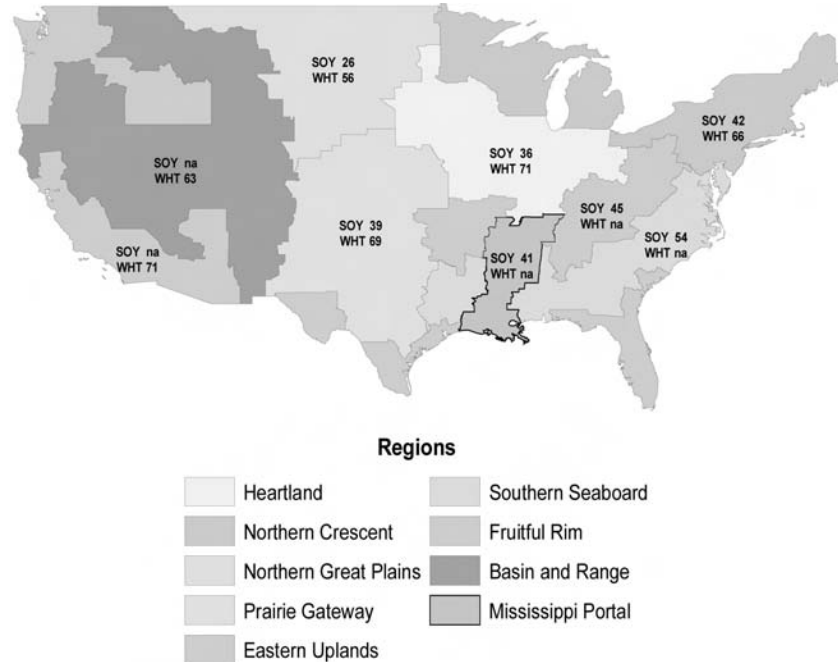 SOY 26
WHT 56
SOY 42
WHT 66
SOY na
WHT 63
SOY 36
WHT 71
SOY 39
WHT 69
SOY 45
WHT na
SOY 54
WHT na
SOY na
WHT 71
SOY 41
WHT na
Regions
Heartland
Northern Crescent
Northern Great Plains
Prairie Gateway
Eastern Uplands
Southern Seaboard
Fruitful Rim
Basin and Range
Mississippi Portal